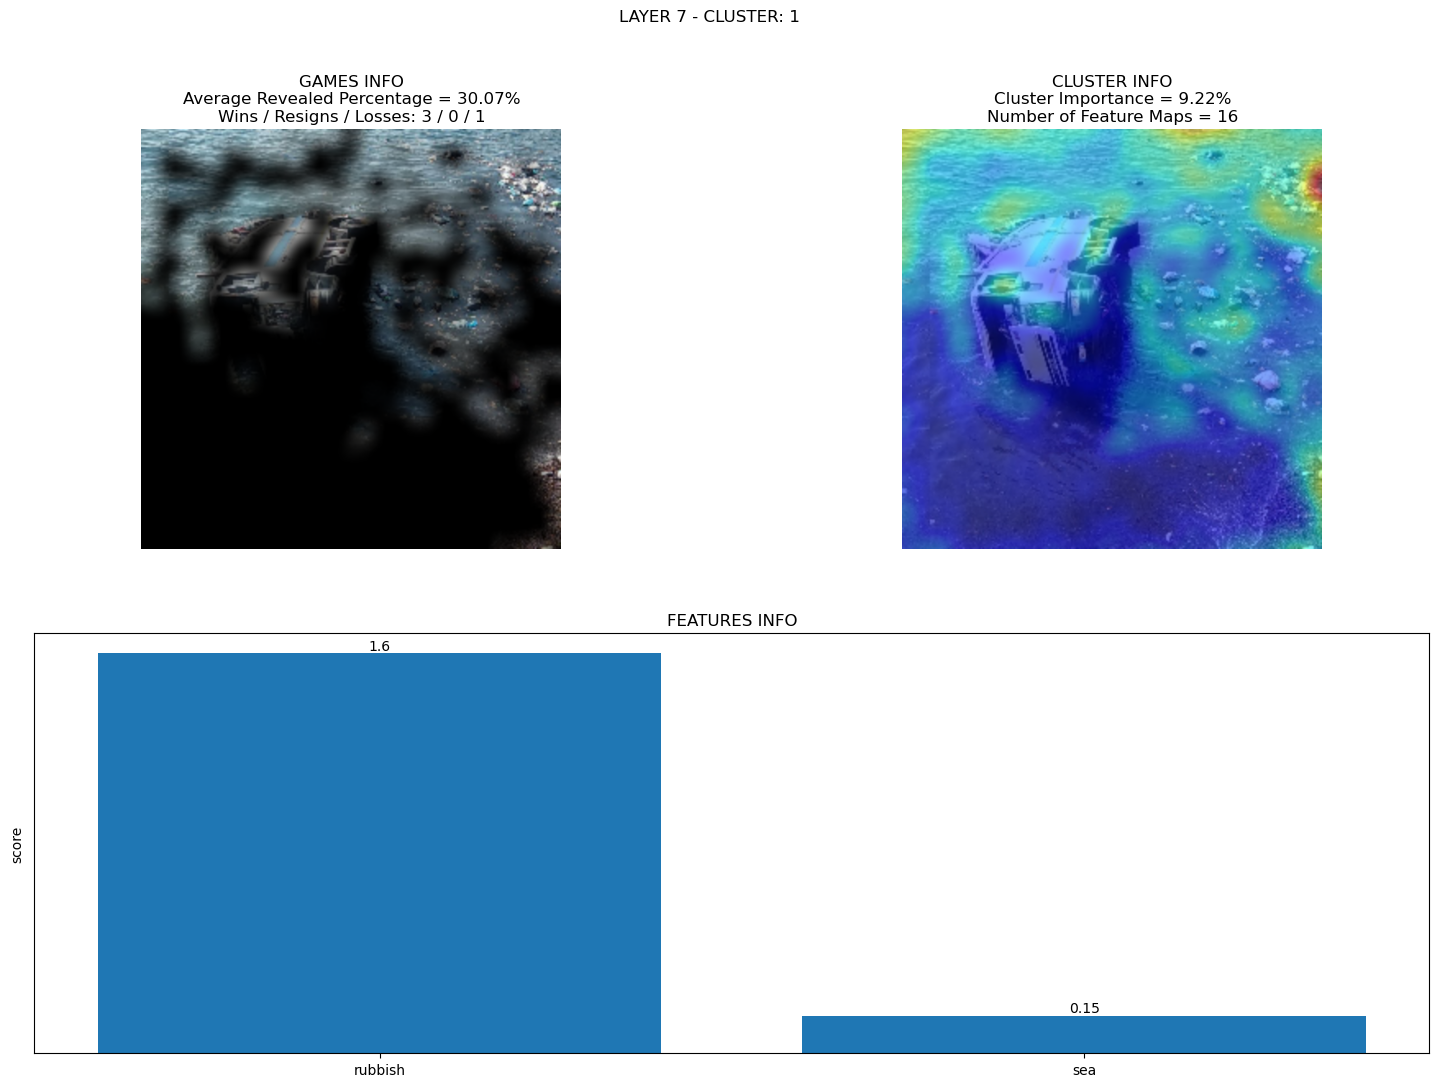 LAYER 7 - CLUSTER: 1
GAMES INFO
Average Revealed Percentage = 30.07%
Wins / Resigns / Losses: 3 / 0 / 1
CLUSTER INFO
Cluster Importance = 9.22%
Number of Feature Maps = 16
FEATURES INFO
1.6
0.15
score
rubbish
sea